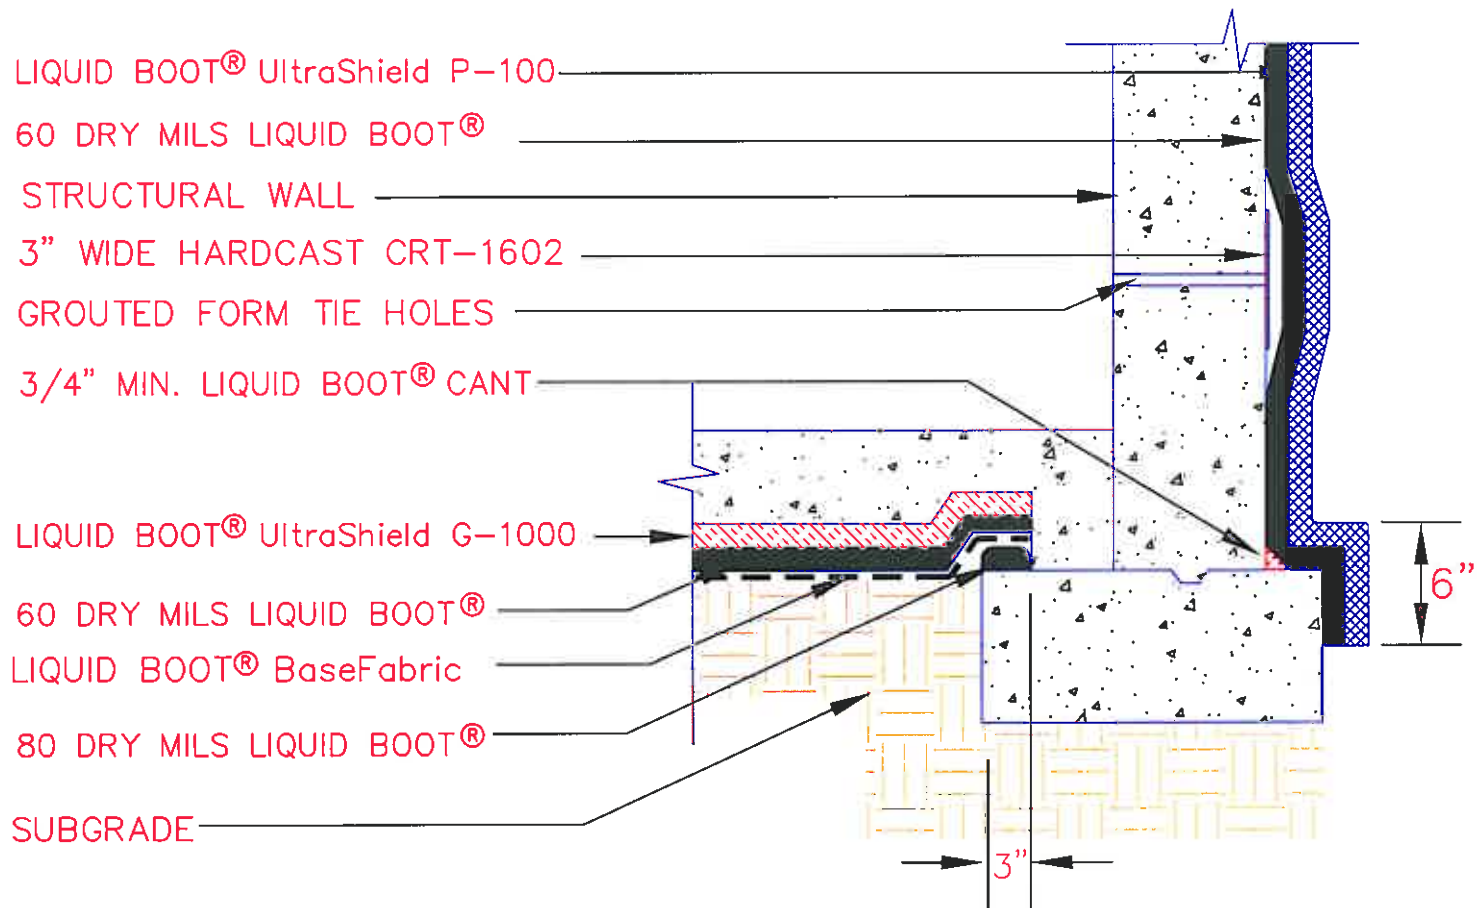 LIQUID BOOT® UltraShield P-100
60 DRY MILS LIQUID BOOT®
STRUCTURAL WALL
3" WIDE HARDCAST CRT-1602
GROUTED FORM TIE HOLES
3/4" MIN. LIQUID BOOT® CANT
LIQUID BOOT® UltraShield G-1000
60 DRY MILS LIQUID BOOT®
LIQUID BOOT® BaseFabric
80 DRY MILS LIQUID BOOT®
SUBGRADE
6"
3"